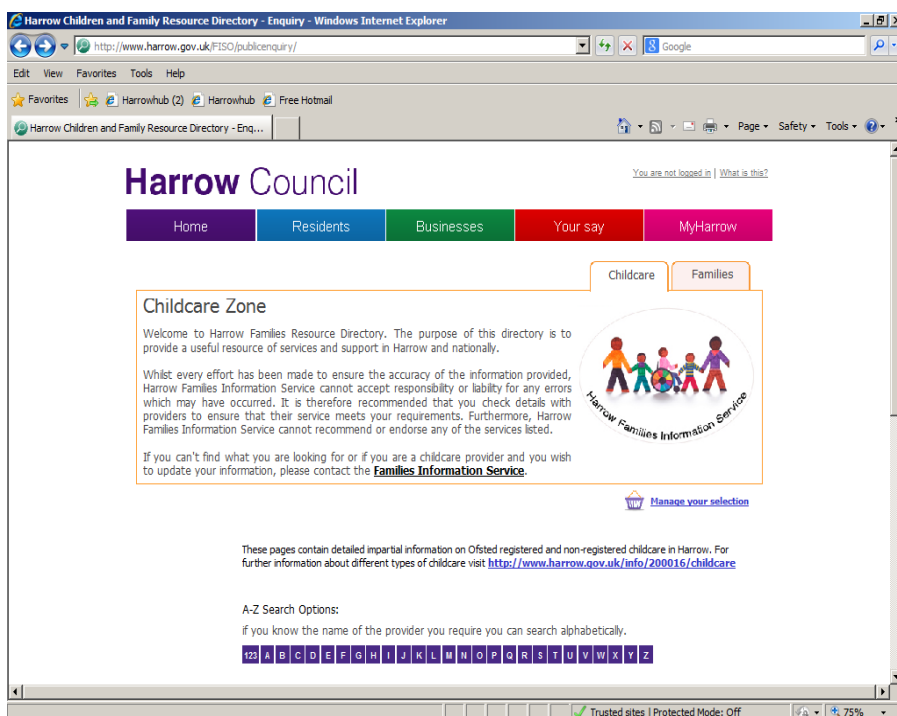 Harrow Children and Family Resource Directory - Enquiry - Windows Internet Explorer
http://www.harrow.gov.uk/FISO/publicenquiry/
Google
Edit View Favorites Tools Help
Favorites Harrowhub (2) Harrowhub Free Hotmail
Harrow Children and Family Resource Directory - Enq... Page Safety Tools
Harrow Council
You are not logged in | What is this?
Home Residents Businesses Your say MyHarrow
Childcare Families
Childcare Zone
Welcome to Harrow Families Resource Directory. The purpose of this directory is to
provide a useful resource of services and support in Harrow and nationally.
Whilst every effort has been made to ensure the accuracy of the information provided,
Harrow Families Information Service cannot accept responsibility or liability for any errors
which may have occurred. It is therefore recommended that you check details with
providers to ensure that their service meets your requirements. Furthermore, Harrow
Families Information Service cannot recommend or endorse any of the services listed.
If you can't find what you are looking for or if you are a childcare provider and you wish
to update your information, please contact the Families Information Service.
Harrow Families Information Service
Manage your selection
These pages contain detailed impartial information on Ofsted registered and non-registered childcare in Harrow. For
further information about different types of childcare visit http://www.harrow.gov.uk/info/200016/childcare
A-Z Search Options:
if you know the name of the provider you require you can search alphabetically.
123 A B C D E F G H I J K L M N O P Q R S T U V W X Y Z
Trusted sites | Protected Mode: Off 75%